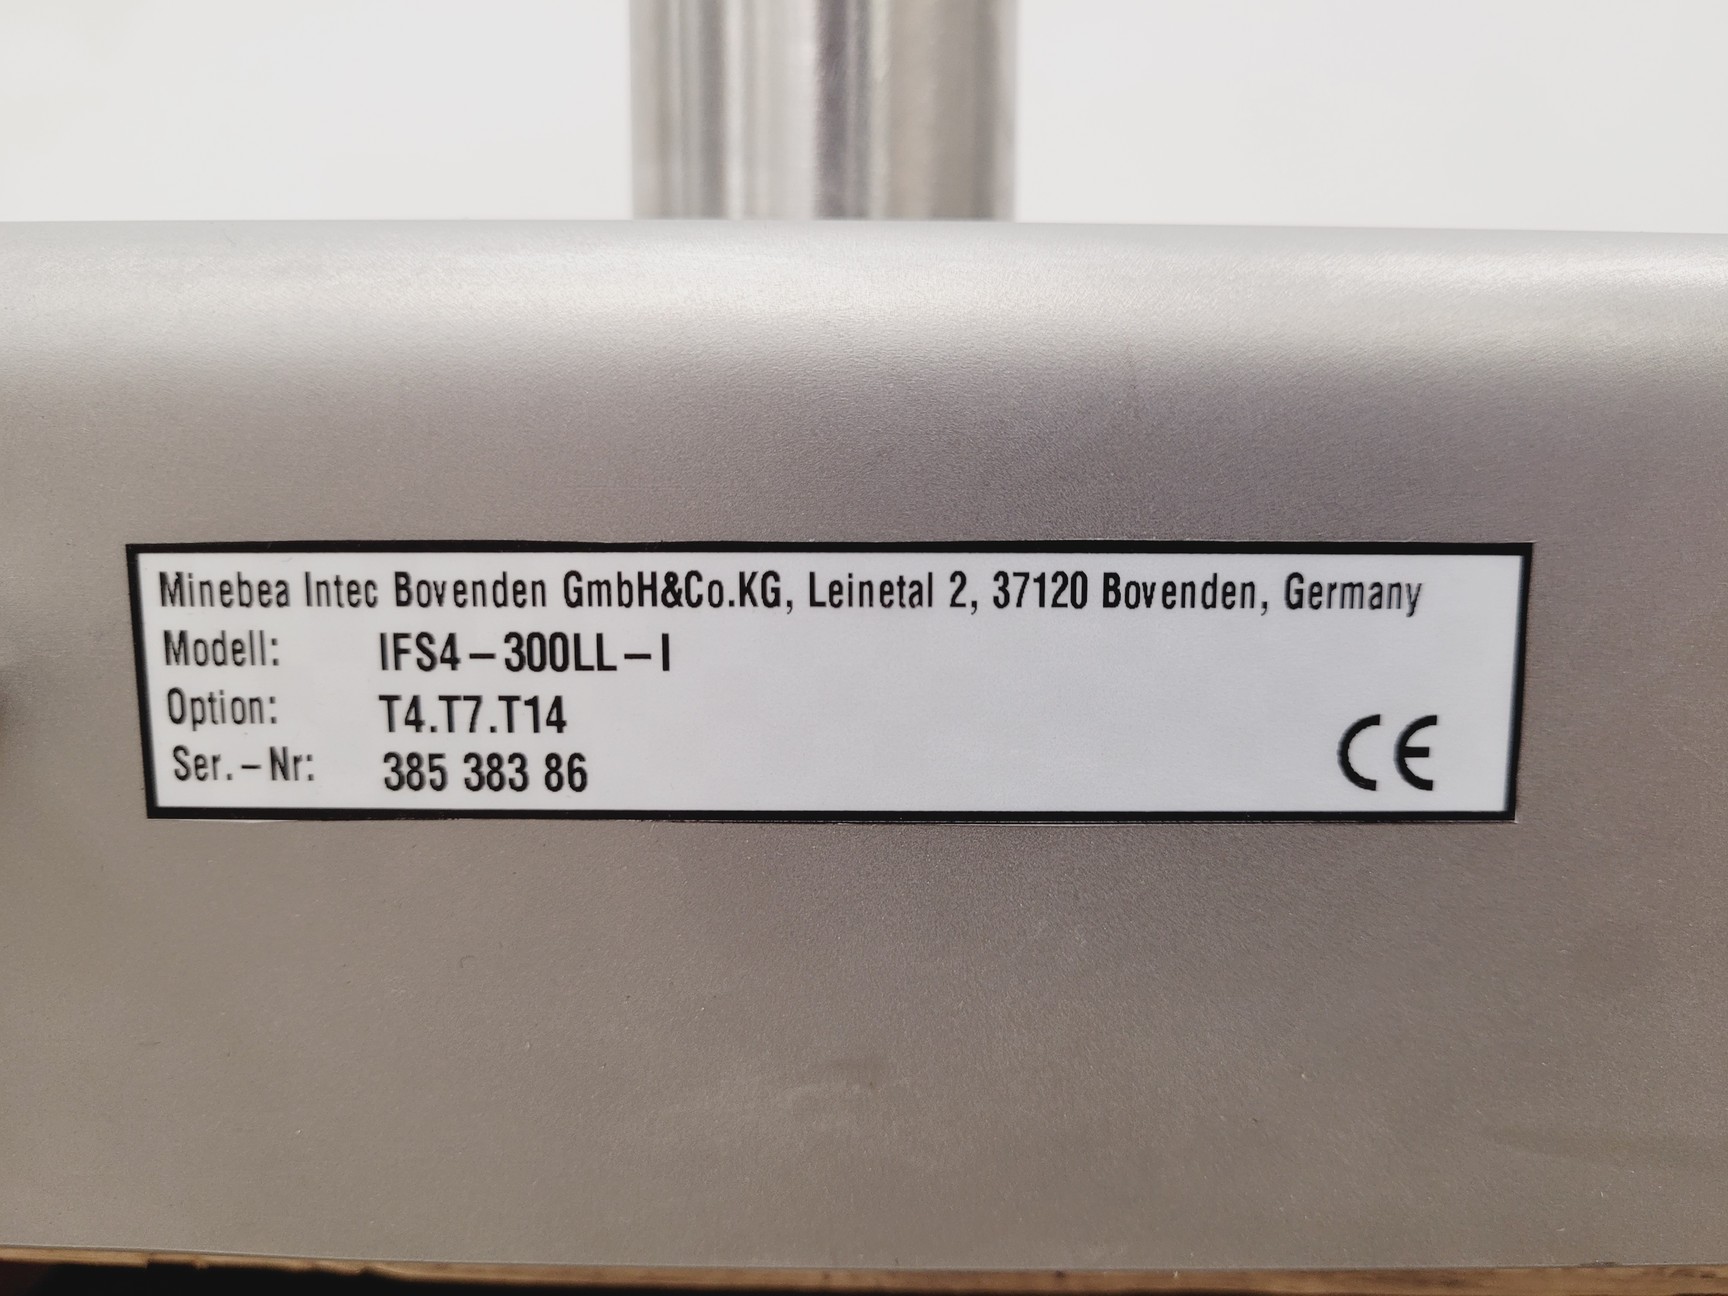 Minebea Intec Bovenden GmbH&Co.KG, Leinetal 2, 37120 Bovenden, Germany
Modell: IFS4-300LL-I
Option: T4.T7.T14
Ser.-Nr: 385 383 86
CE